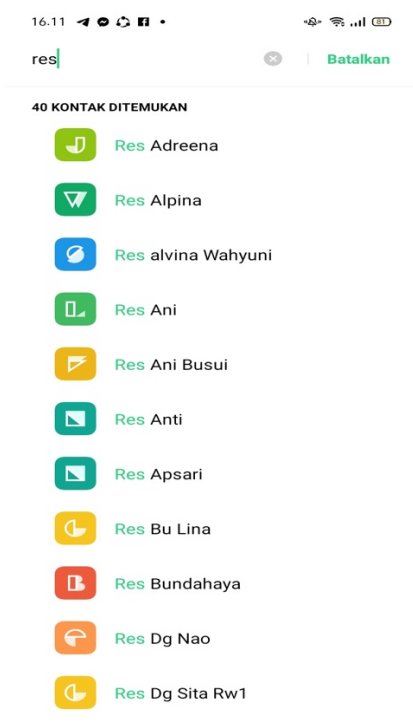 16.11
81
res
Batalkan
40 KONTAK DITEMUKAN
Res Adreena
Res Alpina
Res alvina Wahyuni
Res Ani
Res Ani Busui
Res Anti
Res Apsari
Res Bu Lina
Res Bundahaya
Res Dg Nao
Res Dg Sita Rw1